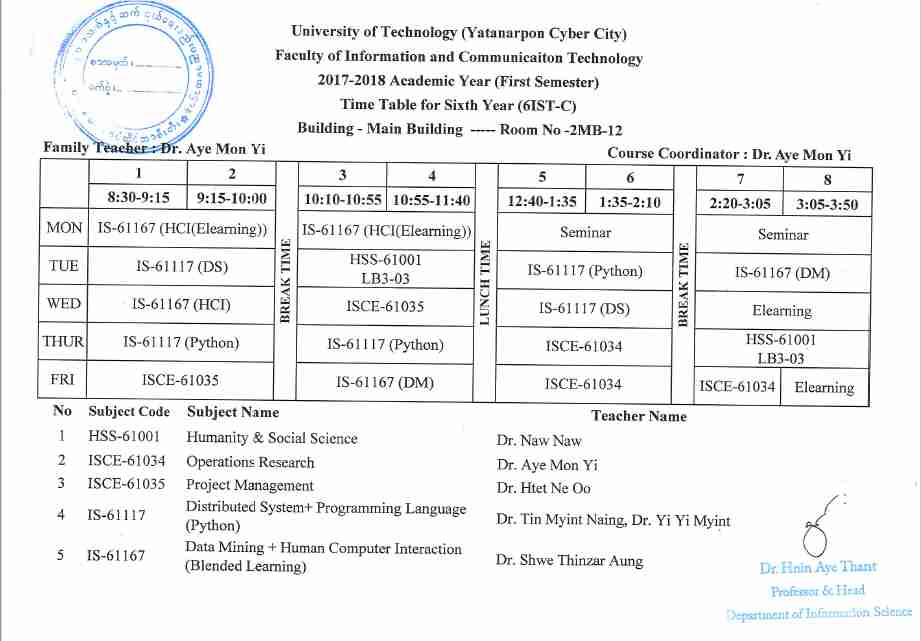 University of Technology (Yatanarpon Cyber City)
Faculty of Information and Communicaiton Technology
2017-2018 Academic Year (First Semester)
Time Table for Sixth Year (6IST-C)
Building - Main Building ----- Room No -2MB-12
Family Teacher : Dr. Aye Mon Yi
Course Coordinator : Dr. Aye Mon Yi
1 2 3 4 5 6 7 8
8:30-9:15 9:15-10:00 BREAK TIME 10:10-10:55 10:55-11:40 LUNCH TIME 12:40-1:35 1:35-2:10 BREAK TIME 2:20-3:05 3:05-3:50
MON IS-61167 (HCI(Elearning)) IS-61167 (HCI(Elearning)) Seminar Seminar
TUE IS-61117 (DS) HSS-61001 LB3-03 IS-61117 (Python) IS-61167 (DM)
WED IS-61167 (HCI) ISCE-61035 IS-61117 (DS) Elearning
THUR IS-61117 (Python) IS-61117 (Python) ISCE-61034 HSS-61001 LB3-03
FRI ISCE-61035 IS-61167 (DM) ISCE-61034 ISCE-61034 Elearning
No Subject Code Subject Name Teacher Name
1 HSS-61001 Humanity & Social Science Dr. Naw Naw
2 ISCE-61034 Operations Research Dr. Aye Mon Yi
3 ISCE-61035 Project Management Dr. Htet Ne Oo
4 IS-61117 Distributed System+ Programming Language (Python) Dr. Tin Myint Naing, Dr. Yi Yi Myint
5 IS-61167 Data Mining + Human Computer Interaction (Blended Learning) Dr. Shwe Thinzar Aung
Dr. Hnin Aye Thant
Professor & Head
Department of Information Science